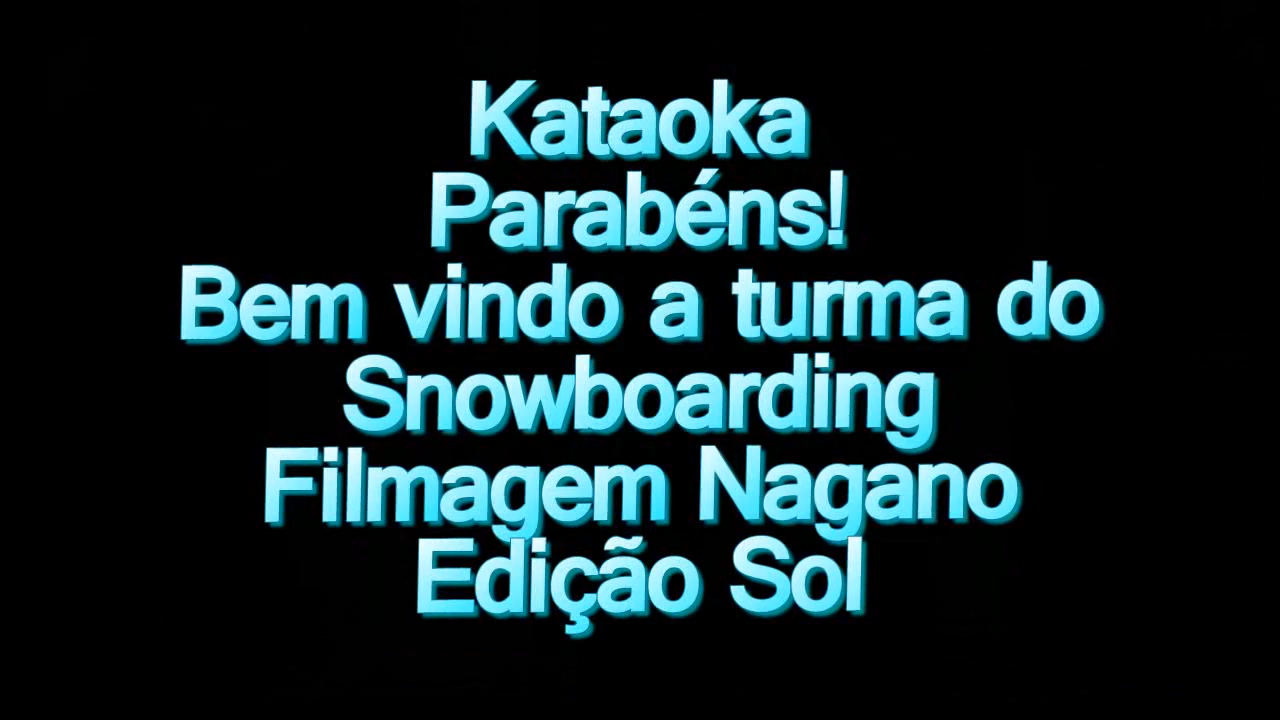 Kataoka
Parabéns!
Bem vindo a turma do
Snowboarding
Filmagem Nagano
Edição Sol